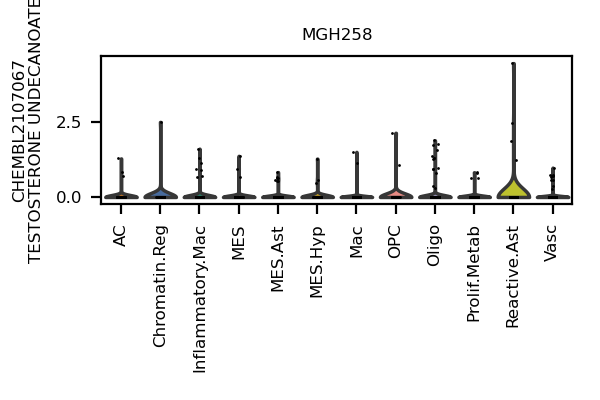 MGH258
CHEMBL2107067
TESTOSTERONE UNDECANOATE
2.5
0.0
AC
Chromatin.Reg
Inflammatory.Mac
MES
MES.Ast
MES.Hyp
Mac
OPC
Oligo
Prolif.Metab
Reactive.Ast
Vasc